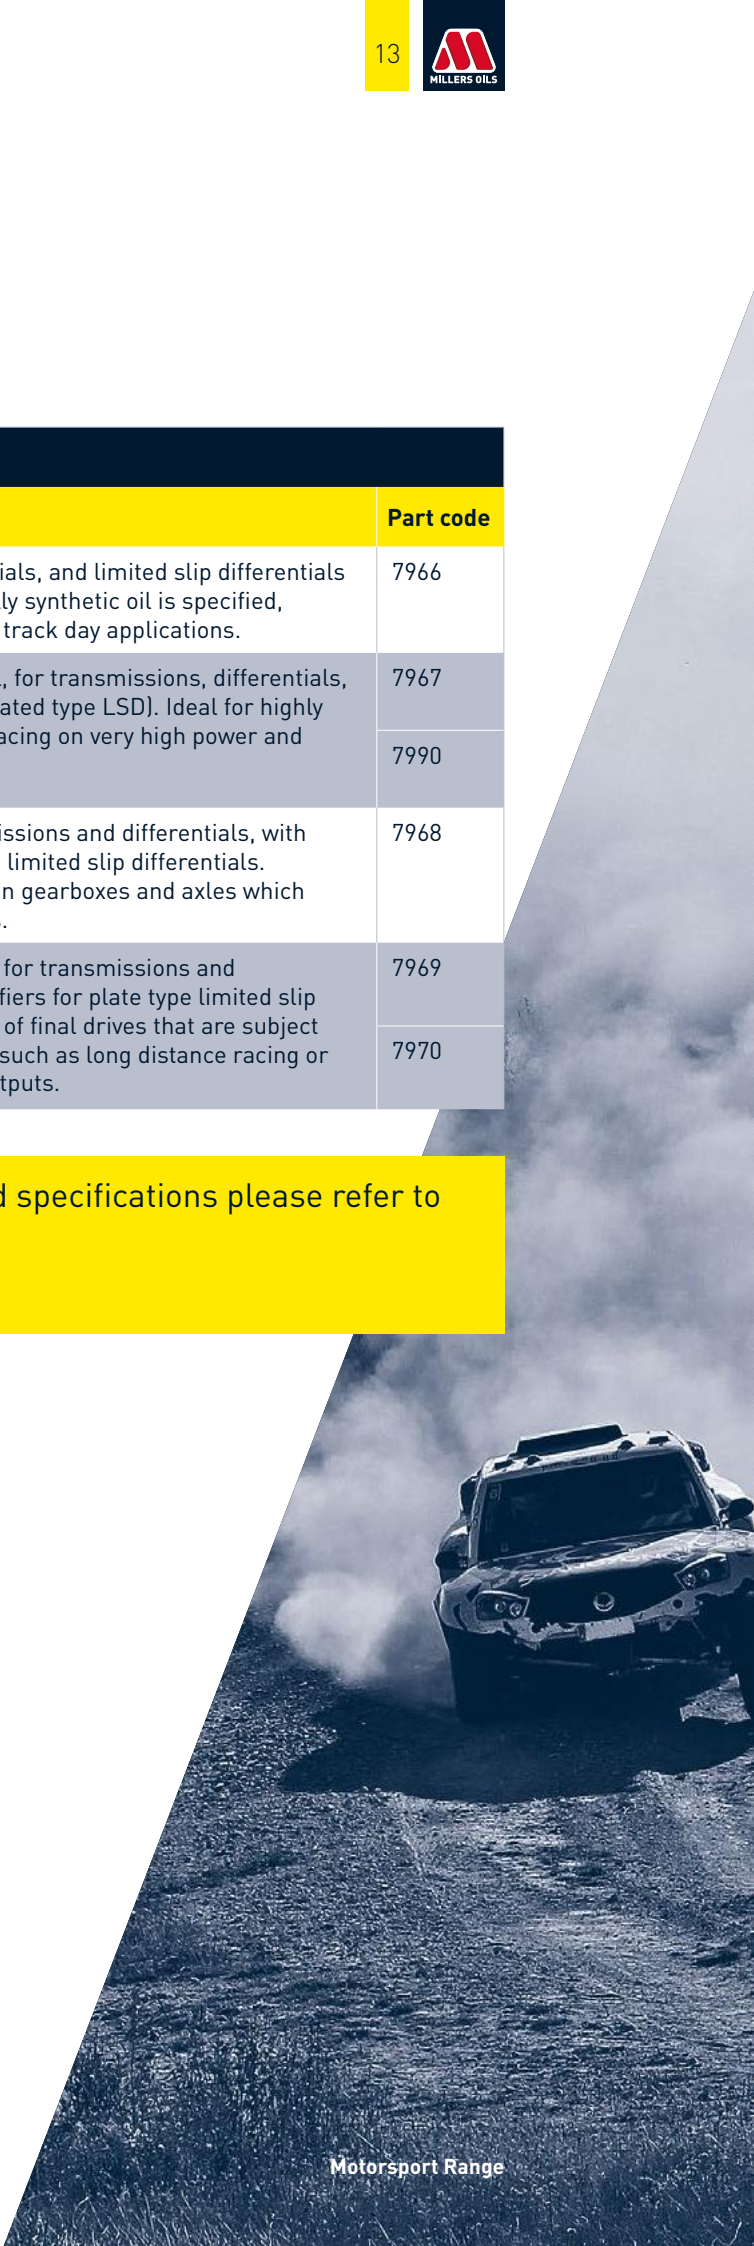 13
MILLERS OILS
Part code
ials, and limited slip differentials
lly synthetic oil is specified,
track day applications.
7966
l, for transmissions, differentials,
ated type LSD). Ideal for highly
acing on very high power and
7967
7990
issions and differentials, with
limited slip differentials.
n gearboxes and axles which
s.
7968
for transmissions and
fiers for plate type limited slip
of final drives that are subject
such as long distance racing or
tputs.
7969
7970
d specifications please refer to
Motorsport Range